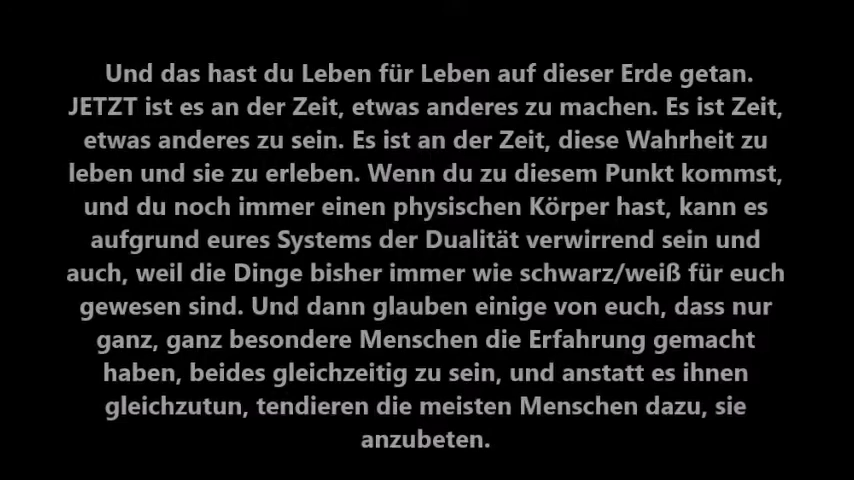 Und das hast du Leben für Leben auf dieser Erde getan.
JETZT ist es an der Zeit, etwas anderes zu machen. Es ist Zeit,
etwas anderes zu sein. Es ist an der Zeit, diese Wahrheit zu
leben und sie zu erleben. Wenn du zu diesem Punkt kommst,
und du noch immer einen physischen Körper hast, kann es
aufgrund eures Systems der Dualität verwirrend sein und
auch, weil die Dinge bisher immer wie schwarz/weiß für euch
gewesen sind. Und dann glauben einige von euch, dass nur
ganz, ganz besondere Menschen die Erfahrung gemacht
haben, beides gleichzeitig zu sein, und anstatt es ihnen
gleichzutun, tendieren die meisten Menschen dazu, sie
anzubeten.